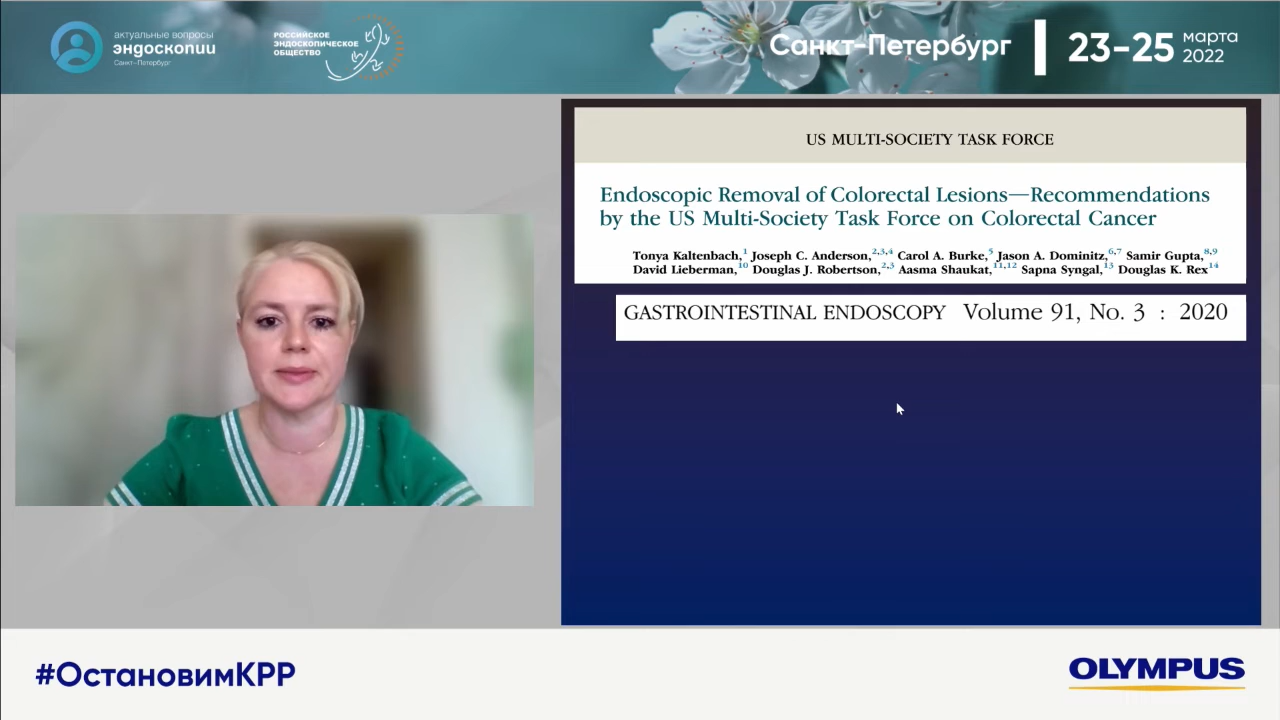 актуальные вопросы
эндоскопии
Санкт-Петербург
РОССИЙСКОЕ
ЭНДОСКОПИЧЕСКОЕ
ОБЩЕСТВО
Санкт-Петербург
23-25
марта
2022
US MULTI-SOCIETY TASK FORCE
Endoscopic Removal of Colorectal Lesions—Recommendations
by the US Multi-Society Task Force on Colorectal Cancer
Tonya Kaltenbach,1 Joseph C. Anderson,2,3,4 Carol A. Burke,5 Jason A. Dominitz,6,7 Samir Gupta,8,9
David Lieberman,10 Douglas J. Robertson,2,3 Aasma Shaukat,11,12 Sapna Syngal,13 Douglas K. Rex14
GASTROINTESTINAL ENDOSCOPY Volume 91, No. 3 : 2020
#ОстановимКРР
OLYMPUS